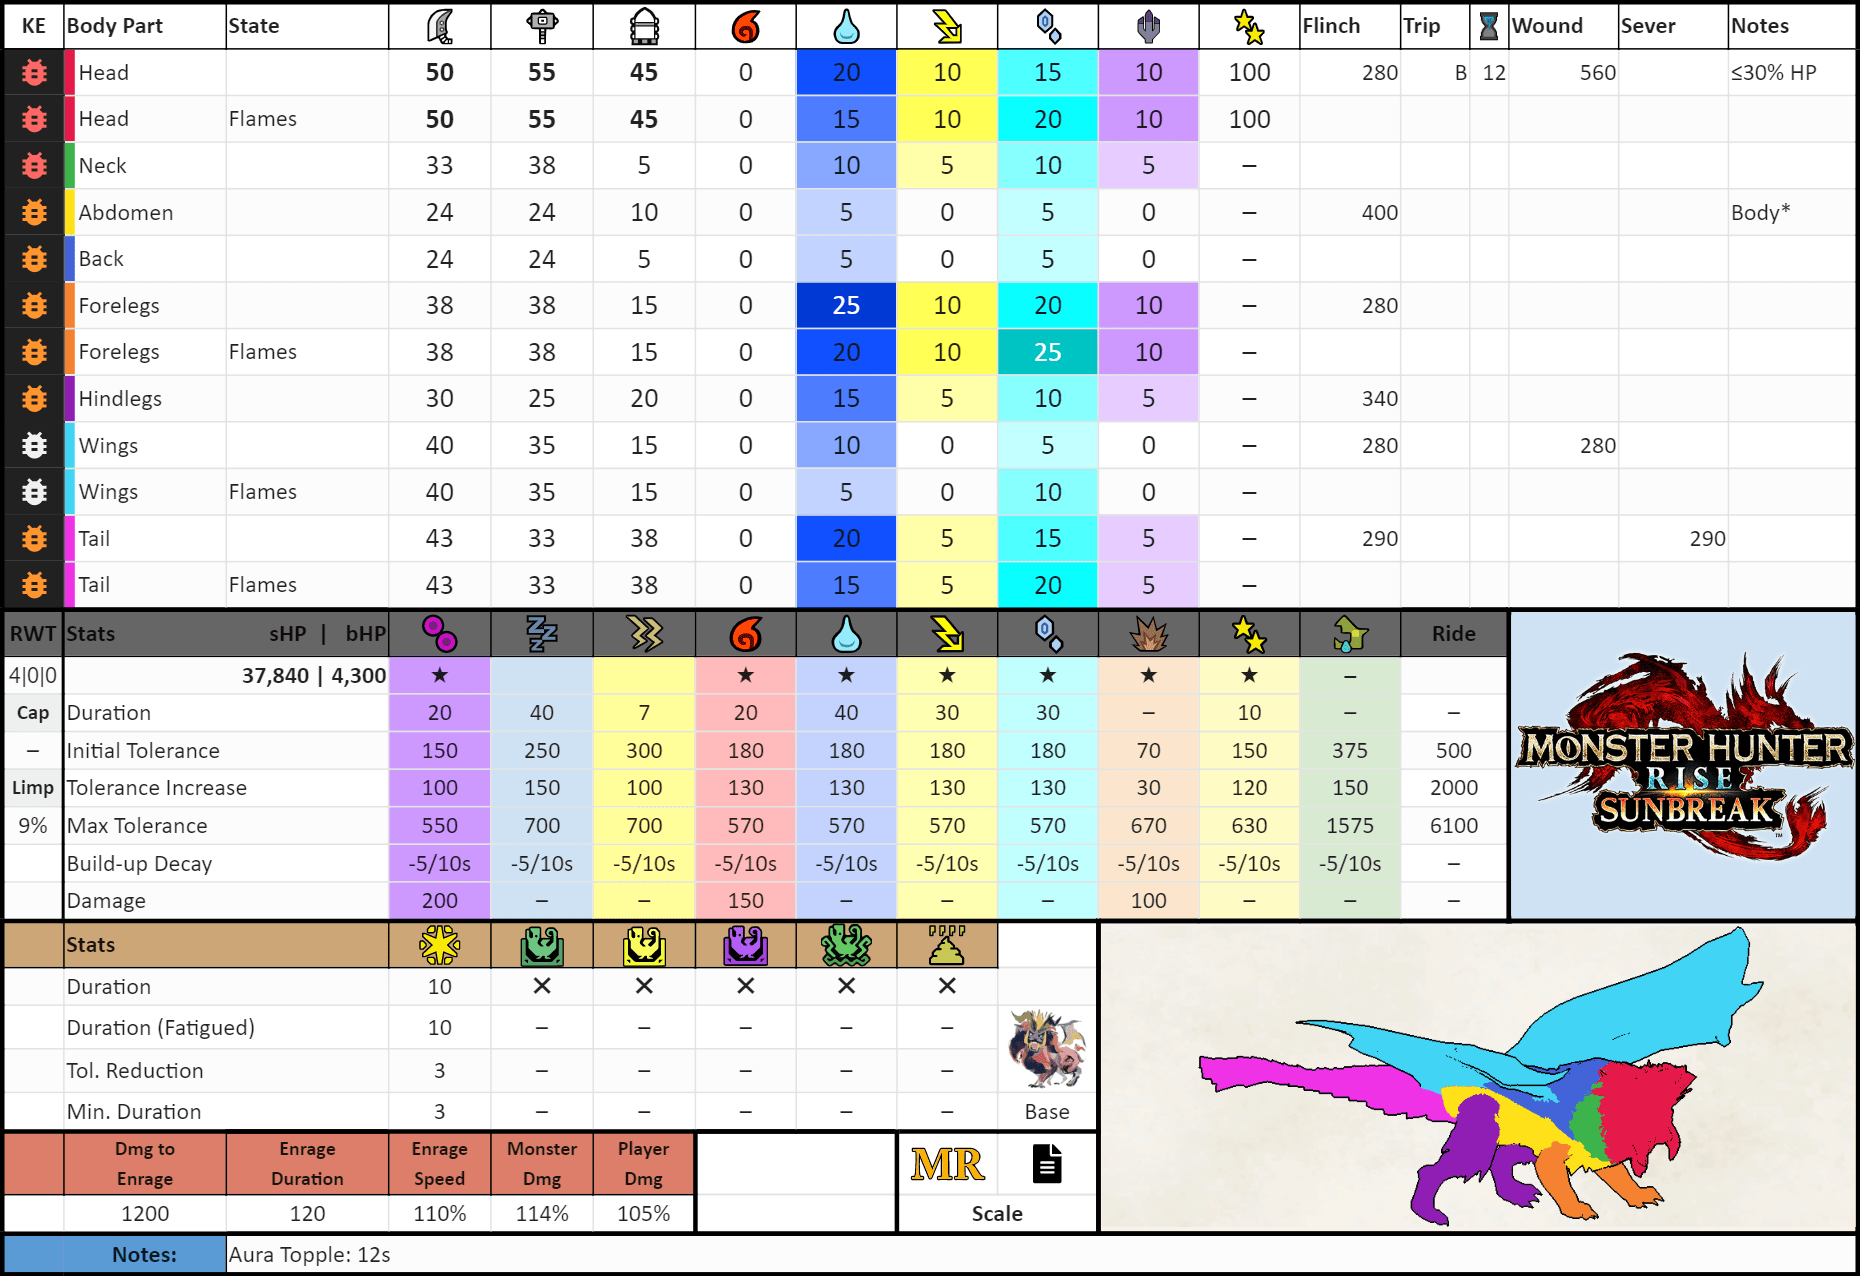 KE Body Part State Flinch Trip Wound Sever Notes
Head 50 55 45 0 20 10 15 10 100 280 B 12 560 ≤30% HP
Head Flames 50 55 45 0 15 10 20 10 100
Neck 33 38 5 0 10 5 10 5 –
Abdomen 24 24 10 0 5 0 5 0 – 400 Body*
Back 24 24 5 0 5 0 5 0 –
Forelegs 38 38 15 0 25 10 20 10 – 280
Forelegs Flames 38 38 15 0 20 10 25 10 –
Hindlegs 30 25 20 0 15 5 10 5 – 340
Wings 40 35 15 0 10 0 5 0 – 280 280
Wings Flames 40 35 15 0 5 0 10 0 –
Tail 43 33 38 0 20 5 15 5 – 290 290
Tail Flames 43 33 38 0 15 5 20 5 –
RWT Stats sHP | bHP Ride
4|0|0 37,840 | 4,300 ★ ★ ★ ★ ★ ★ ★ –
Cap Duration 20 40 7 20 40 30 30 – 10 – –
– Initial Tolerance 150 250 300 180 180 180 180 70 150 375 500
Limp Tolerance Increase 100 150 100 130 130 130 130 30 120 150 2000
9% Max Tolerance 550 700 700 570 570 570 570 670 630 1575 6100
Build-up Decay -5/10s -5/10s -5/10s -5/10s -5/10s -5/10s -5/10s -5/10s -5/10s -5/10s –
Damage 200 – – 150 – – – 100 – – –
MONSTER HUNTER
RISE
SUNBREAK
™
Stats
Duration 10 ✕ ✕ ✕ ✕ ✕
Duration (Fatigued) 10 – – – – –
Tol. Reduction 3 – – – – –
Min. Duration 3 – – – – – Base
Dmg to Enrage Enrage Monster Player
Enrage Duration Speed Dmg Dmg
MR
1200 120 110% 114% 105% Scale
Notes: Aura Topple: 12s